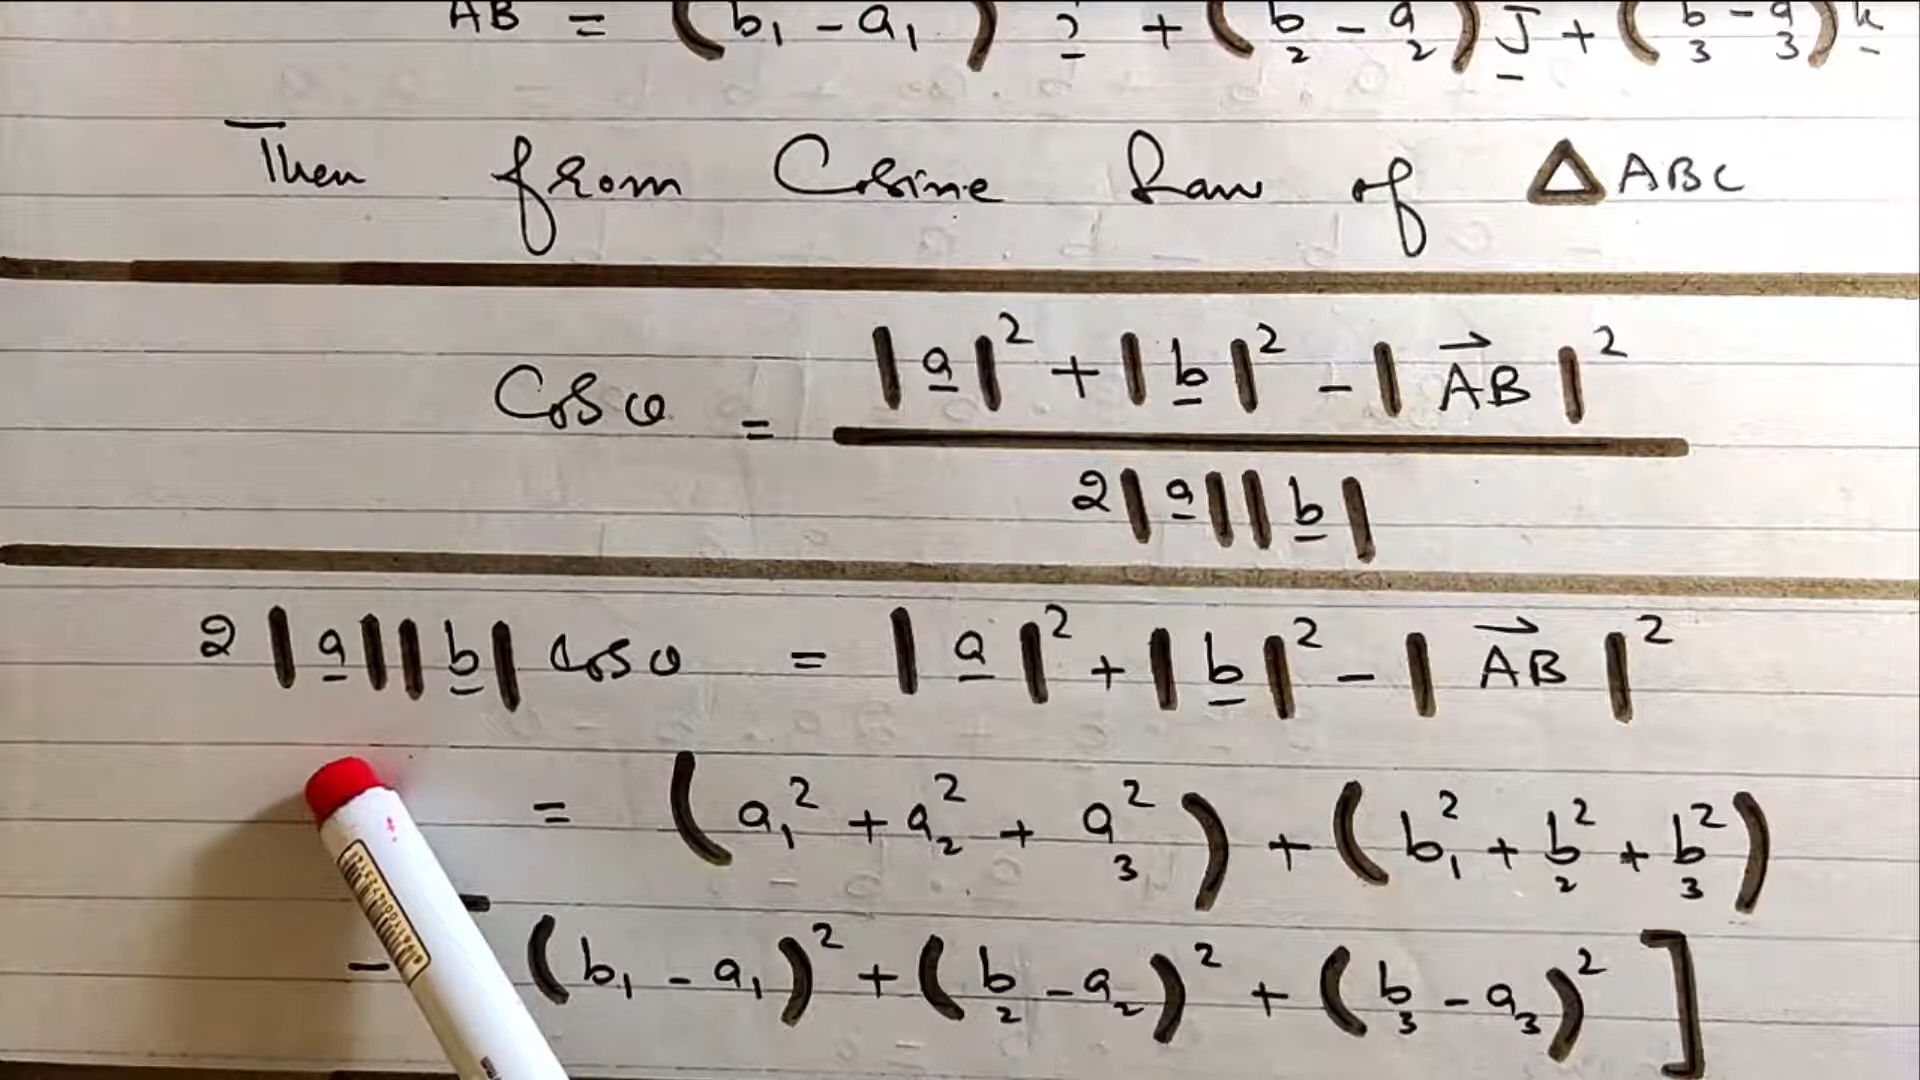 AB = (b₁ - a₁) i + (b₂ - a₂) J + (b₃ - a₃) k
Then from Cosine Law of △ ABC
Cos θ = |a|² + |b|² - |AB|² / 2|a||b|
2|a||b| Cos θ = |a|² + |b|² - |AB|²
= (a₁² + a₂² + a₃²) + (b₁² + b₂² + b₃²)
- (b₁ - a₁)² + (b₂ - a₂)² + (b₃ - a₃)² ]